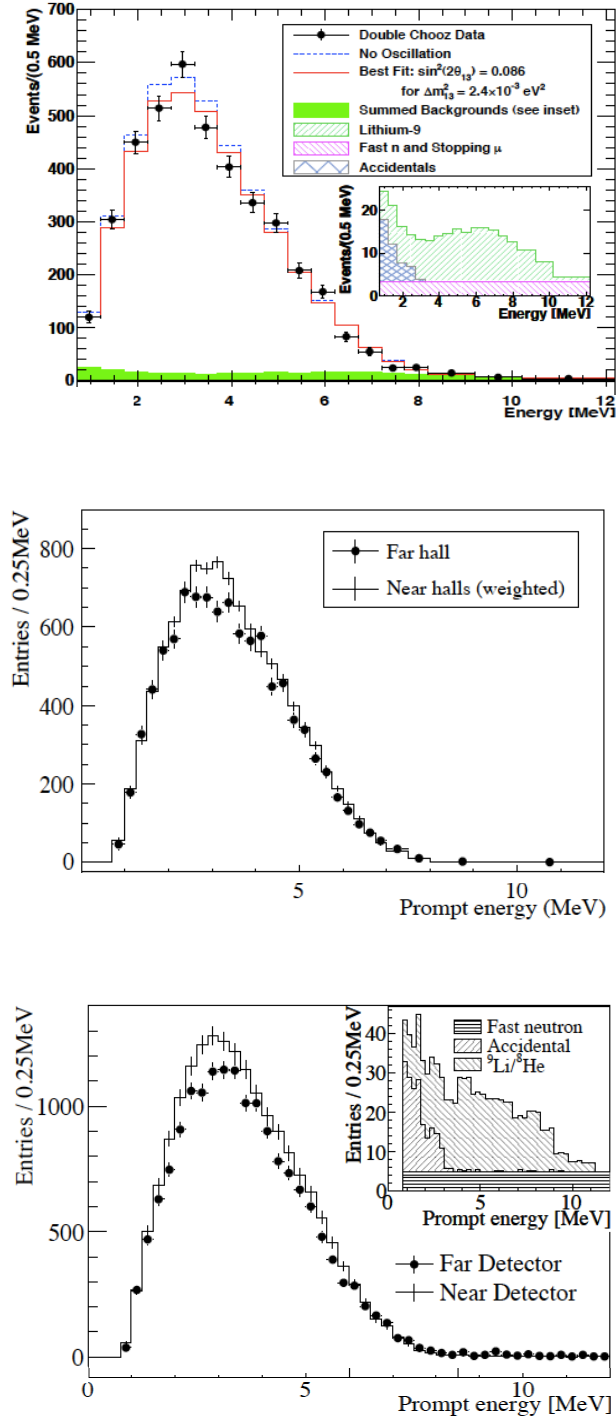 700
600
500
400
300
200
100
0
Events/(0.5 MeV)
Double Chooz Data
No Oscillation
Best Fit: sin²(2θ₁₃) = 0.086
for Δm²₁₃ = 2.4×10⁻³ eV²
Summed Backgrounds (see inset)
Lithium-9
Fast n and Stopping μ
Accidentals
Events/(0.5 MeV)
20
10
0
2 4 6 8 10 12
Energy [MeV]
2 4 6 8 10 12
Energy [MeV]
Entries / 0.25MeV
800
600
400
200
0
Far hall
Near halls (weighted)
5 10
Prompt energy (MeV)
Entries / 0.25MeV
1000
500
0
Entries / 0.25MeV
40
30
20
10
0
Fast neutron
Accidental
⁹Li/⁸He
0 5 10
Prompt energy [MeV]
Far Detector
Near Detector
0 5 10
Prompt energy [MeV]